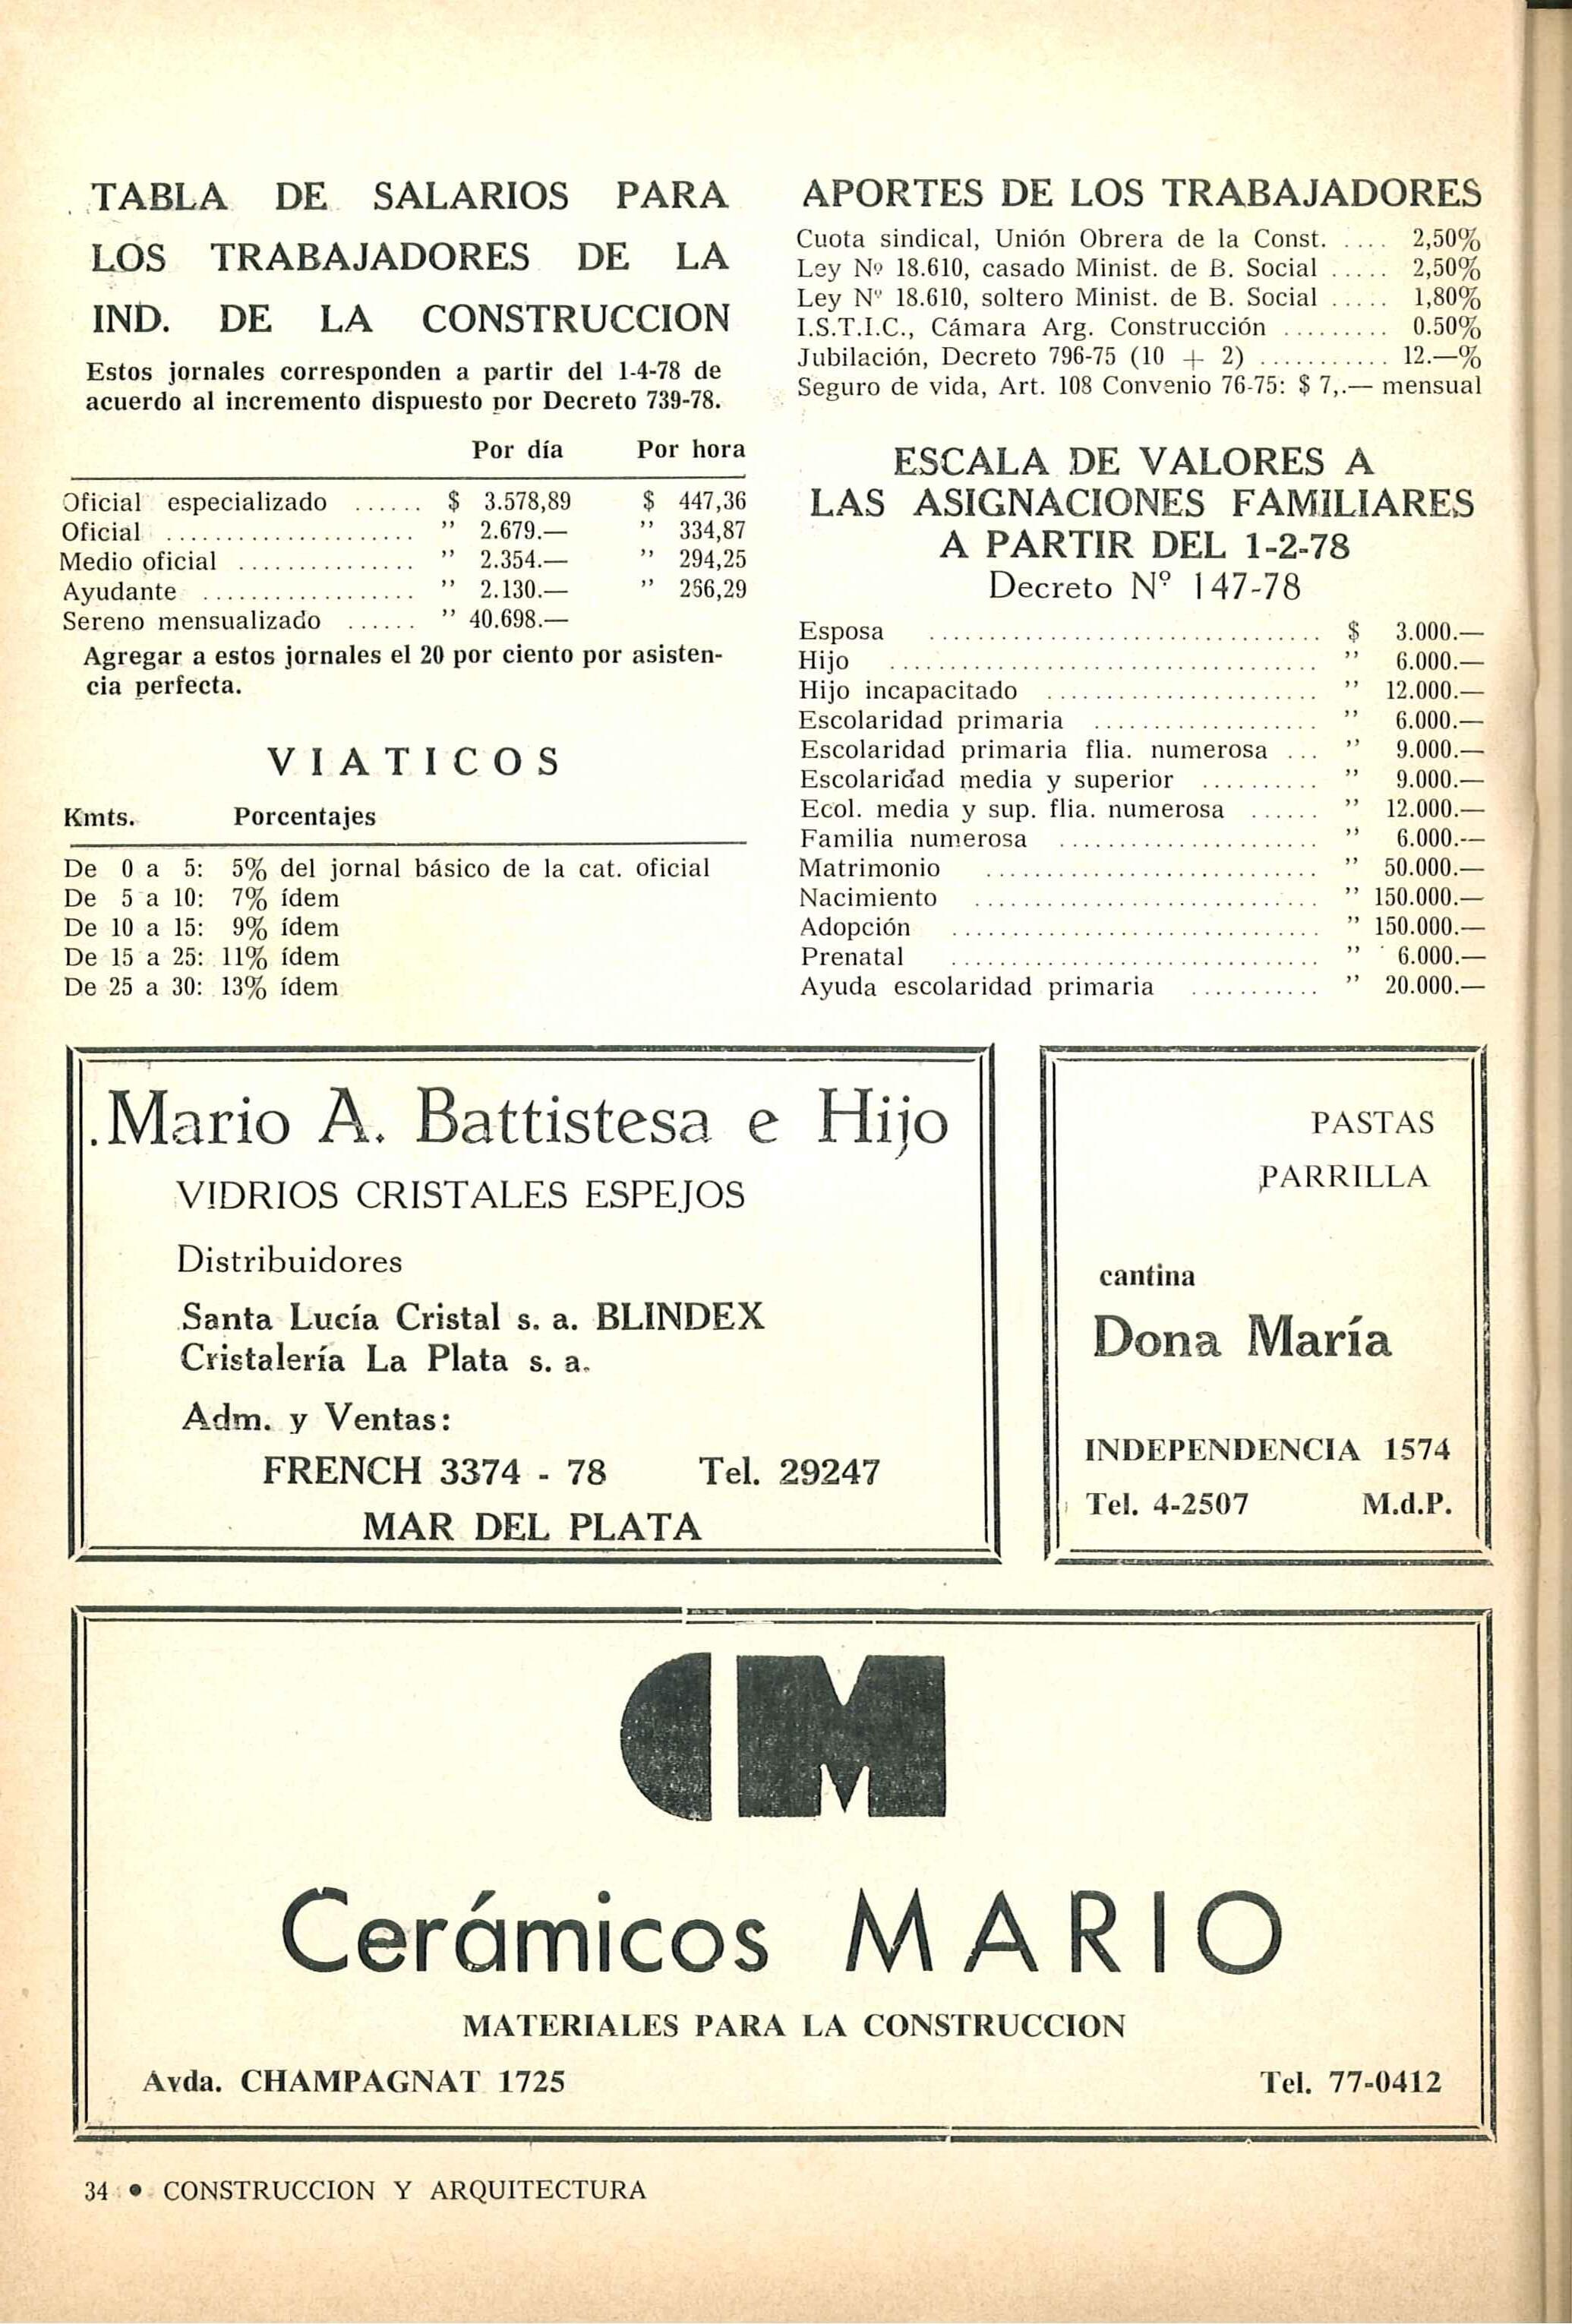 TABLA DE SALARIOS PARA
LOS TRABAJADORES DE LA
IND. DE LA CONSTRUCCION
Estos jornales corresponden a partir del 1-4-78 de
acuerdo al incremento dispuesto por Decreto 739-78.
Por día Por hora
Oficial especializado ...... $ 3.578,89 $ 447,36
Oficial ..................... " 2.679.— " 334,87
Medio oficial ............... " 2.354.— " 294,25
Ayudante .................. " 2.130.— " 256,29
Sereno mensualizado ...... " 40.698.—
Agregar a estos jornales el 20 por ciento por asisten-
cia perfecta.
VIATICOS
Kmts. Porcentajes
De 0 a 5: 5% del jornal básico de la cat. oficial
De 5 a 10: 7% ídem
De 10 a 15: 9% ídem
De 15 a 25: 11% ídem
De 25 a 30: 13% ídem
APORTES DE LOS TRABAJADORES
Cuota sindical, Unión Obrera de la Const. .... 2,50%
Ley Nº 18.610, casado Minist. de B. Social ..... 2,50%
Ley Nº 18.610, soltero Minist. de B. Social ..... 1,80%
I.S.T.I.C., Cámara Arg. Construcción ......... 0.50%
Jubilación, Decreto 796-75 (10 + 2) ........... 12.—%
Seguro de vida, Art. 108 Convenio 76-75: $ 7,.— mensual
ESCALA DE VALORES A
LAS ASIGNACIONES FAMILIARES
A PARTIR DEL 1-2-78
Decreto Nº 147-78
Esposa ................................. $ 3.000.—
Hijo .................................... " 6.000.—
Hijo incapacitado ....................... " 12.000.—
Escolaridad primaria ................... " 6.000.—
Escolaridad primaria flia. numerosa ... " 9.000.—
Escolaridad media y superior .......... " 9.000.—
Ecol. media y sup. flia. numerosa ...... " 12.000.—
Familia numerosa ...................... " 6.000.—
Matrimonio ............................ " 50.000.—
Nacimiento ............................. " 150.000.—
Adopción ............................... " 150.000.—
Prenatal ............................... " 6.000.—
Ayuda escolaridad primaria ........... " 20.000.—
Mario A. Battistesa e Hijo
VIDRIOS CRISTALES ESPEJOS
Distribuidores
Santa Lucía Cristal s. a. BLINDEX
Cristalería La Plata s. a.
Adm. y Ventas:
FRENCH 3374 - 78 Tel. 29247
MAR DEL PLATA
PASTAS
PARRILLA
cantina
Dona María
INDEPENDENCIA 1574
Tel. 4-2507 M.d.P.
CM
Cerámicos MARIO
MATERIALES PARA LA CONSTRUCCION
Avda. CHAMPAGNAT 1725 Tel. 77-0412
34 • CONSTRUCCION Y ARQUITECTURA